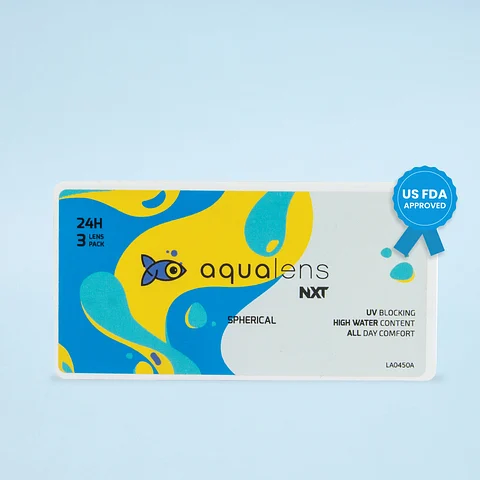 US FDA
APPROVED
24H
3 LENS
PACK
aqualens
NXT
SPHERICAL
UV BLOCKING
HIGH WATER CONTENT
ALL DAY COMFORT
LA0450A